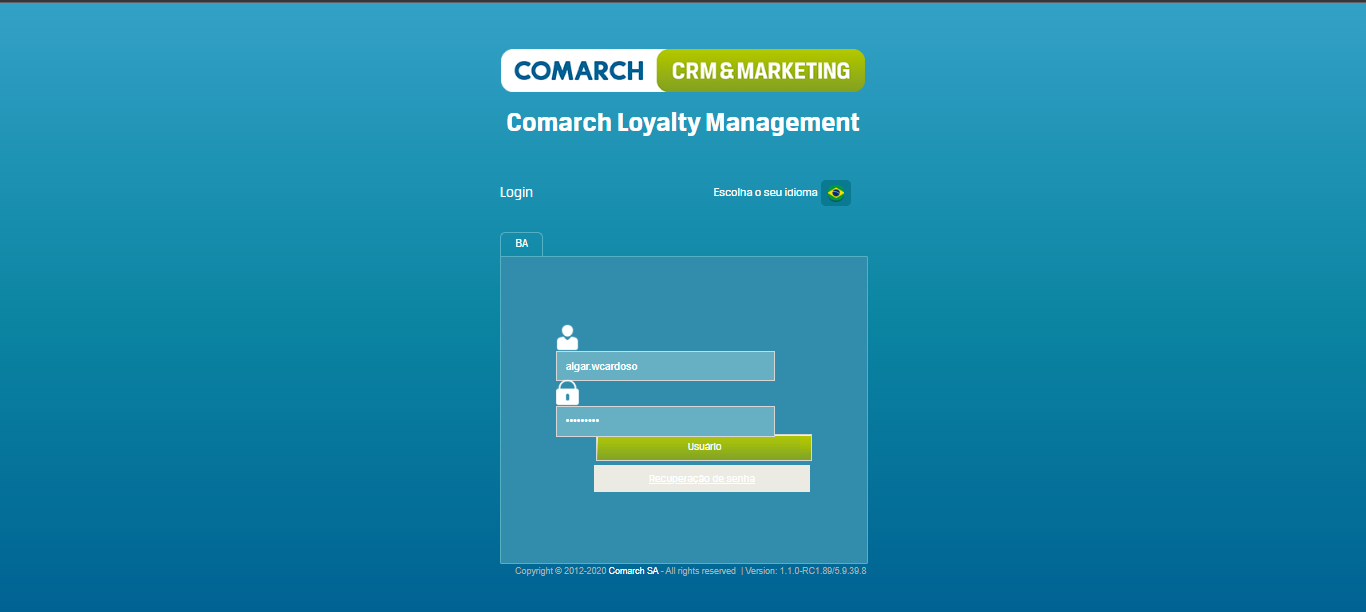 COMARCH CRM & MARKETING
Comarch Loyalty Management
Login
Escolha o seu idioma
BA
algar.wcardoso
•••••••••
Usuário
Recuperação de senha
Copyright © 2012-2020 Comarch SA - All rights reserved | Version: 1.1.0-RC1.89/5.9.39.8